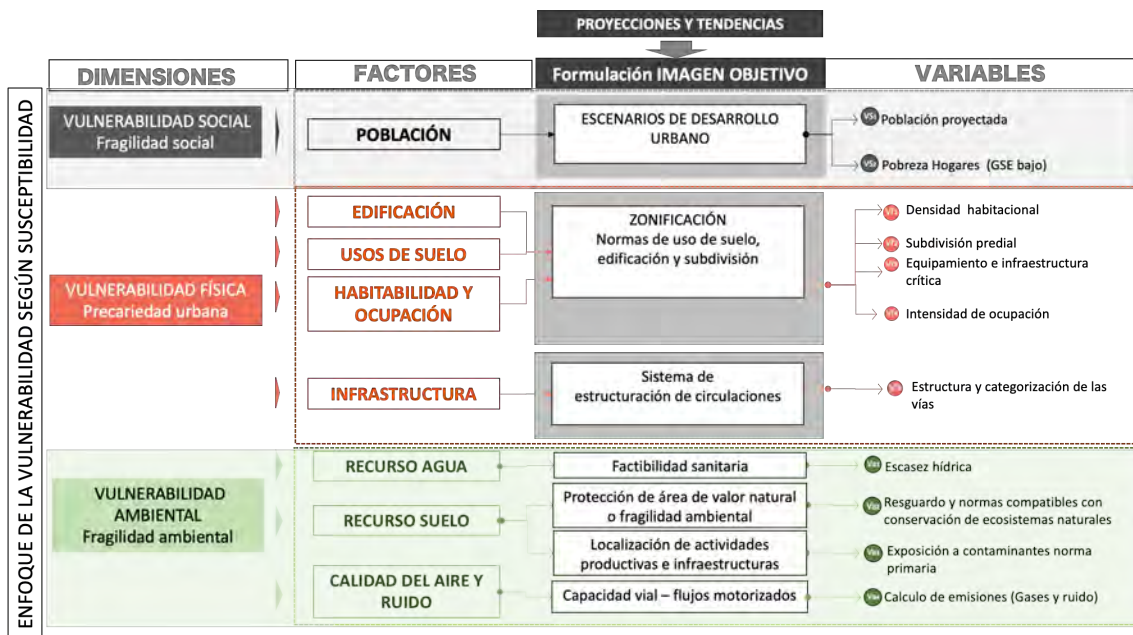 PROYECCIONES Y TENDENCIAS
DIMENSIONES
FACTORES
Formulación IMAGEN OBJETIVO
VARIABLES
ENFOQUE DE LA VULNERABILIDAD SEGÚN SUSCEPTIBILIDAD
VULNERABILIDAD SOCIAL
Fragilidad social
POBLACIÓN
ESCENARIOS DE DESARROLLO
URBANO
Población proyectada
Pobreza Hogares (GSE bajo)
VULNERABILIDAD FÍSICA
Precariedad urbana
EDIFICACIÓN
USOS DE SUELO
HABITABILIDAD Y
OCUPACIÓN
ZONIFICACIÓN
Normas de uso de suelo,
edificación y subdivisión
Densidad habitacional
Subdivisión predial
Equipamiento e infraestructura
crítica
Intensidad de ocupación
INFRASTRUCTURA
Sistema de
estructuración de circulaciones
Estructura y categorización de las
vías
VULNERABILIDAD
AMBIENTAL
Fragilidad ambiental
RECURSO AGUA
Factibilidad sanitaria
Escasez hídrica
RECURSO SUELO
Protección de área de valor natural
o fragilidad ambiental
Resguardo y normas compatibles con
conservación de ecosistemas naturales
Localización de actividades
productivas e infraestructuras
Exposición a contaminantes norma
primaria
CALIDAD DEL AIRE Y
RUIDO
Capacidad vial – flujos motorizados
Calculo de emisiones (Gases y ruido)